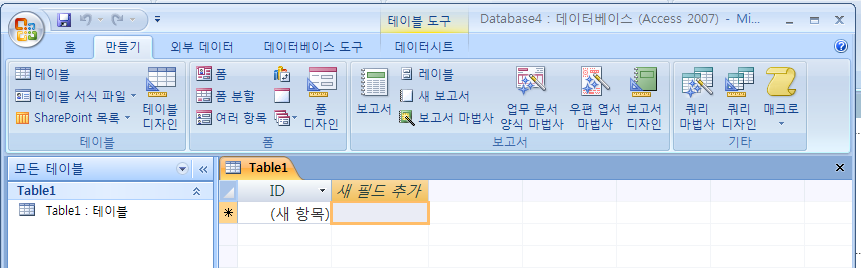 테이블 도구 Database4 : 데이터베이스 (Access 2007) - Mi...
홈 만들기 외부 데이터 데이터베이스 도구 데이터시트
테이블
테이블 서식 파일
SharePoint 목록
테이블
디자인
테이블
폼
폼 분할
여러 항목
폼
디자인
폼
보고서
레이블
새 보고서
보고서 마법사
업무 문서
양식 마법사
우편 엽서
마법사
보고서
디자인
보고서
쿼리
마법사
쿼리
디자인
매크로
기타
모든 테이블
Table1
Table1 : 테이블
Table1
ID 새 필드 추가
(새 항목)